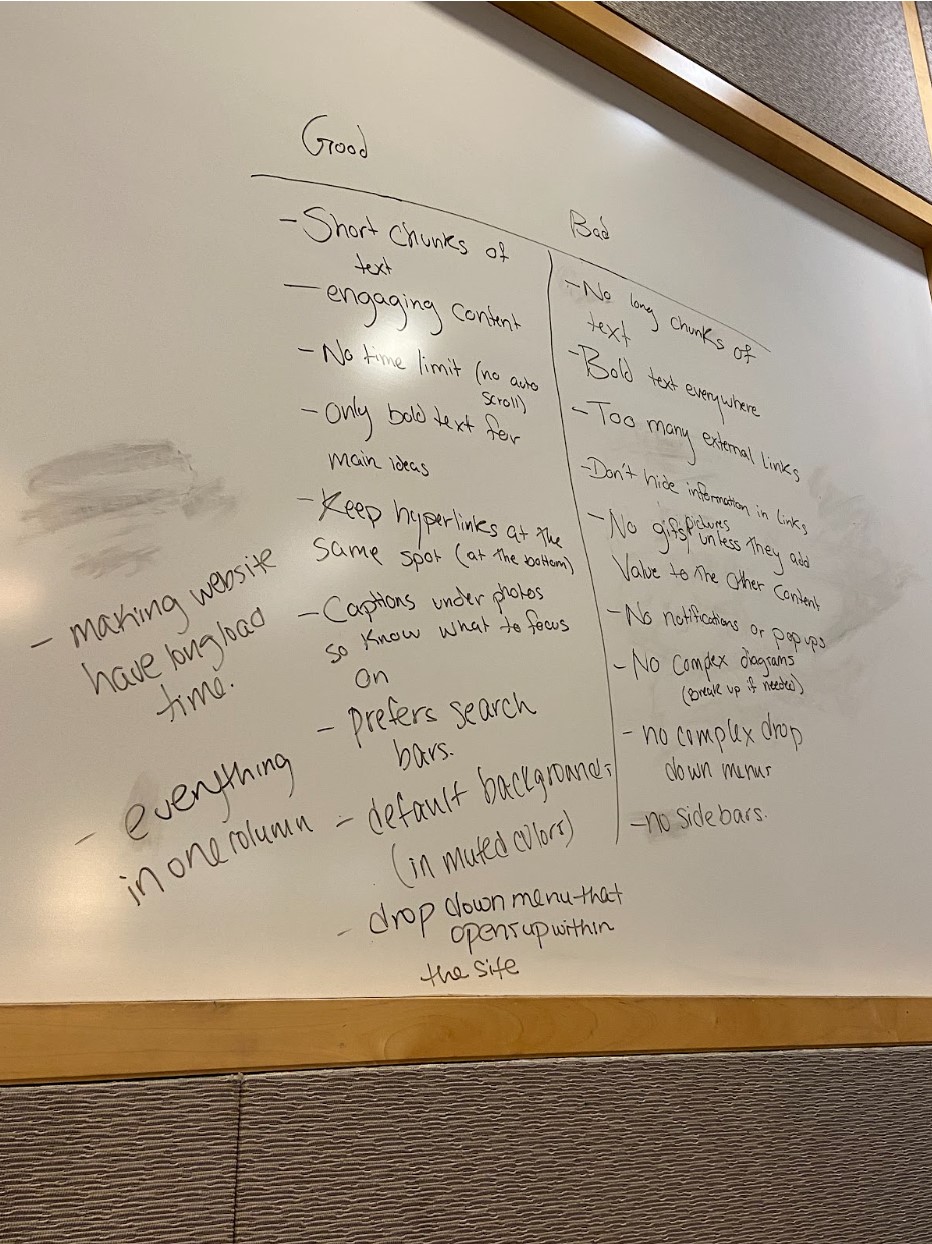 Good
- Short chunks of
text
- engaging content
- No time limit (no auto
scroll)
- Only bold text for
main ideas
- Keep hyperlinks at the
same spot (at the bottom)
- Captions under photos
so know what to focus
on
- prefers search
bars.
- default backgrounds
(in muted colors)
- drop down menu that
opens up within
the site
- making website
have long load
time.
- everything
in one column
Bad
- No long chunks of
text
- Bold text everywhere
- Too many external links
- Don't hide information in links
- No gifs/pictures unless they add
Value to the other content
- No notifications or popups
- No compex diagrams
(break up if needed)
- no complex drop
down menus
- no side bars.